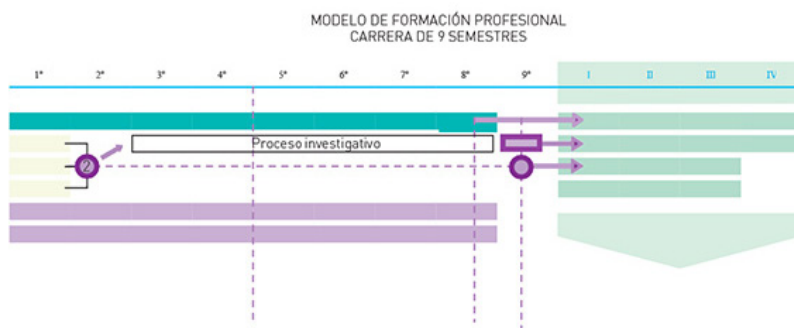 MODELO DE FORMACIÓN PROFESIONAL
CARRERA DE 9 SEMESTRES
1° 2° 3° 4° 5° 6° 7° 8° 9° I II III IV
Proceso investigativo
2